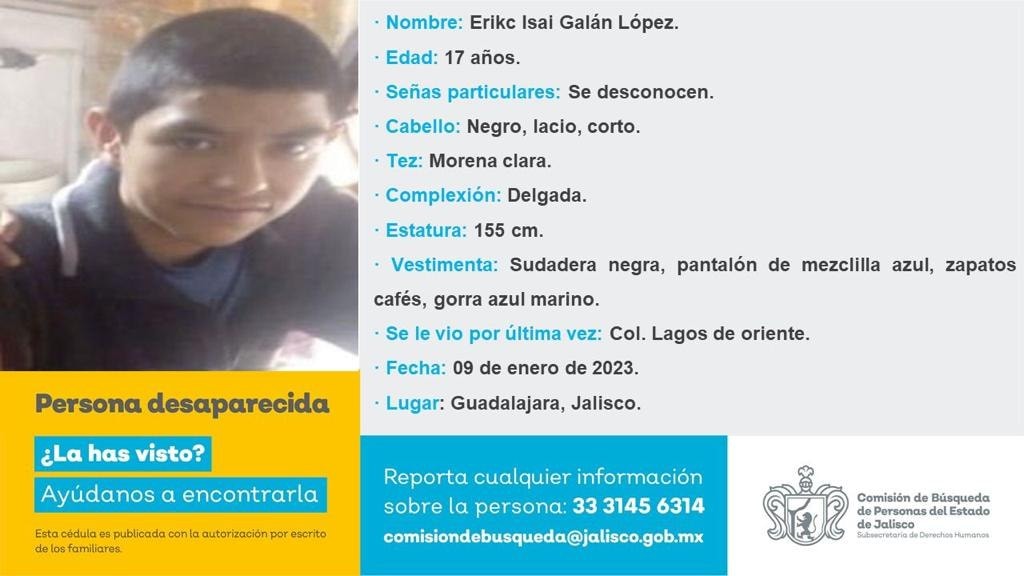 · Nombre: Erikc Isai Galán López.
· Edad: 17 años.
· Señas particulares: Se desconocen.
· Cabello: Negro, lacio, corto.
· Tez: Morena clara.
· Complexión: Delgada.
· Estatura: 155 cm.
· Vestimenta: Sudadera negra, pantalón de mezclilla azul, zapatos
cafés, gorra azul marino.
· Se le vio por última vez: Col. Lagos de oriente.
· Fecha: 09 de enero de 2023.
· Lugar: Guadalajara, Jalisco.
Persona desaparecida
¿La has visto?
Ayúdanos a encontrarla
Esta cédula es publicada con la autorización por escrito
de los familiares.
Reporta cualquier información
sobre la persona: 33 3145 6314
comisiondebusqueda@jalisco.gob.mx
Comisión de Búsqueda
de Personas del Estado
de Jalisco
Subsecretaría de Derechos Humanos